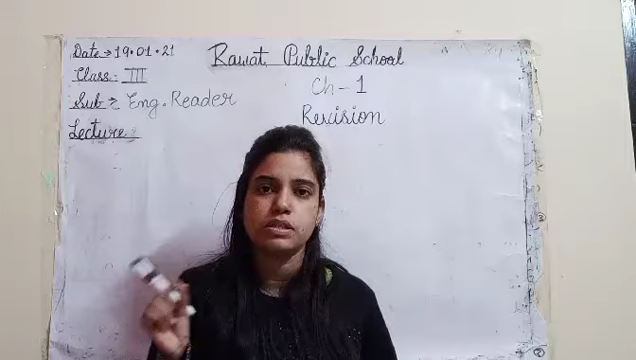 Date → 19.01.21
Rawat Public School
Class:- III
Ch-1
Sub → Eng. Reader
Revision
Lecture:-